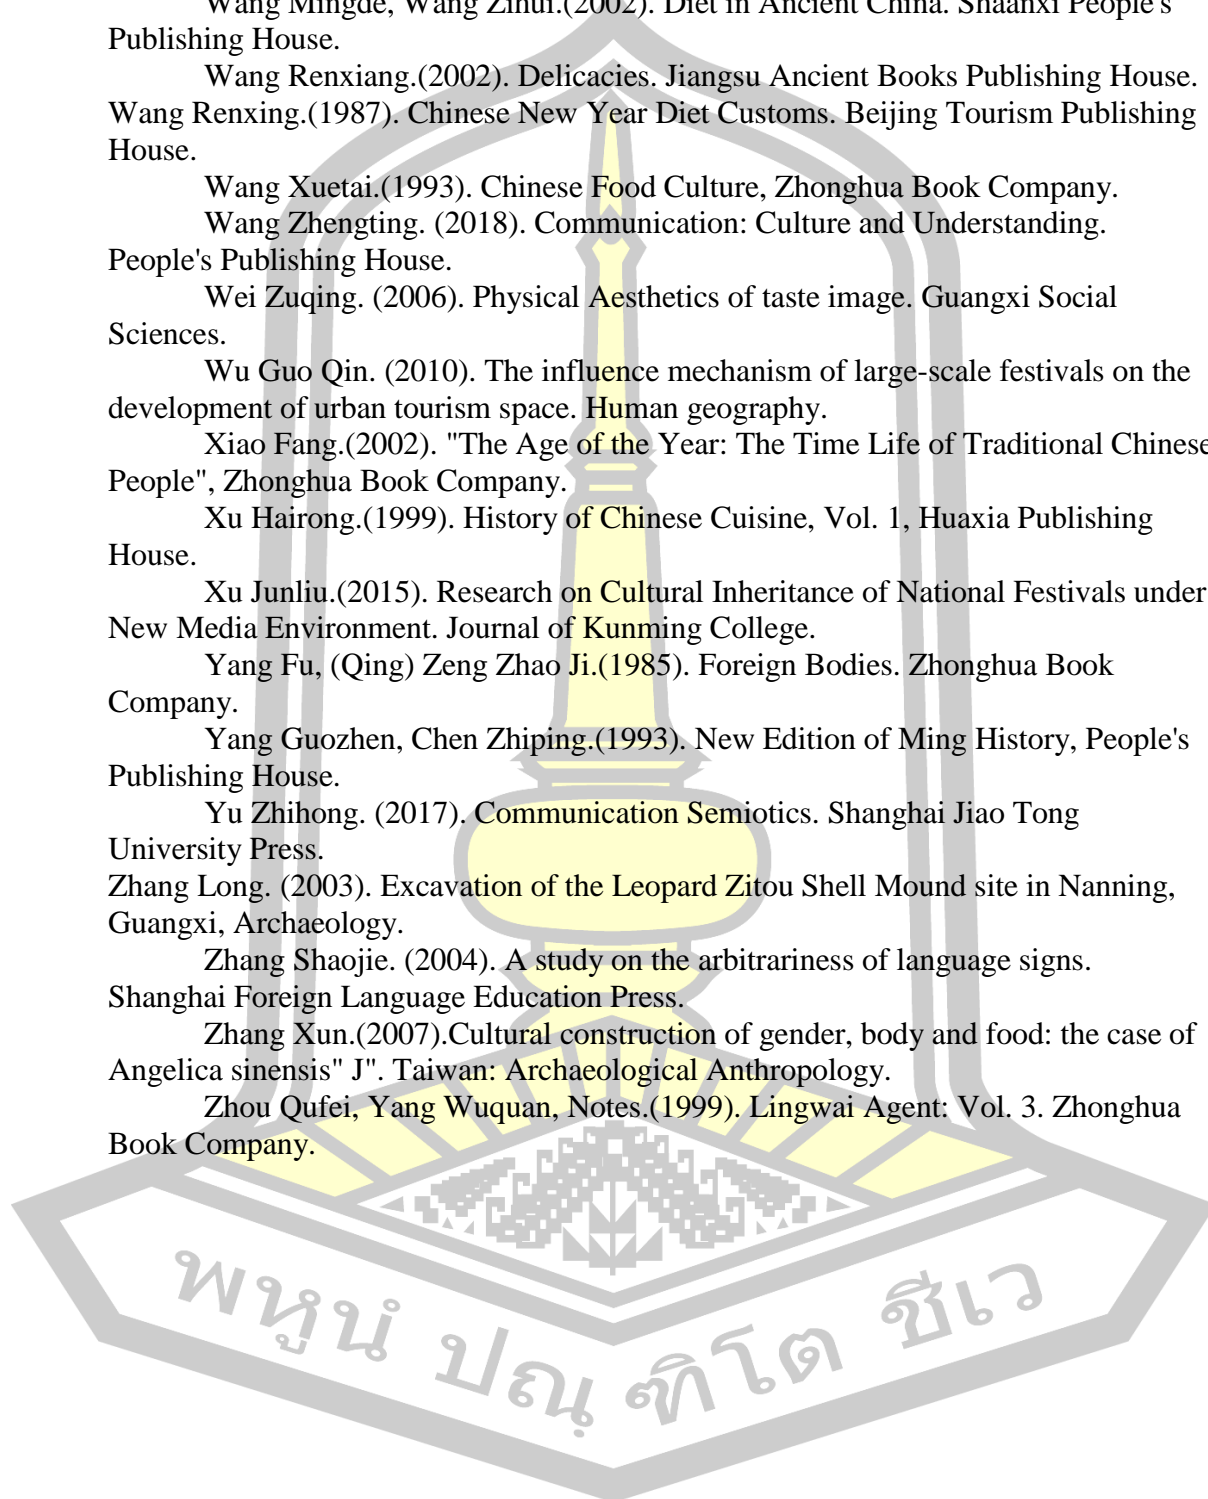 Wang Mingde, Wang Zihui.(2002). Diet in Ancient China. Shaanxi People's
Publishing House.
Wang Renxiang.(2002). Delicacies. Jiangsu Ancient Books Publishing House.
Wang Renxing.(1987). Chinese New Year Diet Customs. Beijing Tourism Publishing
House.
Wang Xuetai.(1993). Chinese Food Culture, Zhonghua Book Company.
Wang Zhengting. (2018). Communication: Culture and Understanding.
People's Publishing House.
Wei Zuqing. (2006). Physical Aesthetics of taste image. Guangxi Social
Sciences.
Wu Guo Qin. (2010). The influence mechanism of large-scale festivals on the
development of urban tourism space. Human geography.
Xiao Fang.(2002). "The Age of the Year: The Time Life of Traditional Chinese
People", Zhonghua Book Company.
Xu Hairong.(1999). History of Chinese Cuisine, Vol. 1, Huaxia Publishing
House.
Xu Junliu.(2015). Research on Cultural Inheritance of National Festivals under
New Media Environment. Journal of Kunming College.
Yang Fu, (Qing) Zeng Zhao Ji.(1985). Foreign Bodies. Zhonghua Book
Company.
Yang Guozhen, Chen Zhiping.(1993). New Edition of Ming History, People's
Publishing House.
Yu Zhihong. (2017). Communication Semiotics. Shanghai Jiao Tong
University Press.
Zhang Long. (2003). Excavation of the Leopard Zitou Shell Mound site in Nanning,
Guangxi, Archaeology.
Zhang Shaojie. (2004). A study on the arbitrariness of language signs.
Shanghai Foreign Language Education Press.
Zhang Xun.(2007).Cultural construction of gender, body and food: the case of
Angelica sinensis" J". Taiwan: Archaeological Anthropology.
Zhou Qufei, Yang Wuquan, Notes.(1999). Lingwai Agent: Vol. 3. Zhonghua
Book Company.
พหูนํ ปณฺฑิโต ชีเว